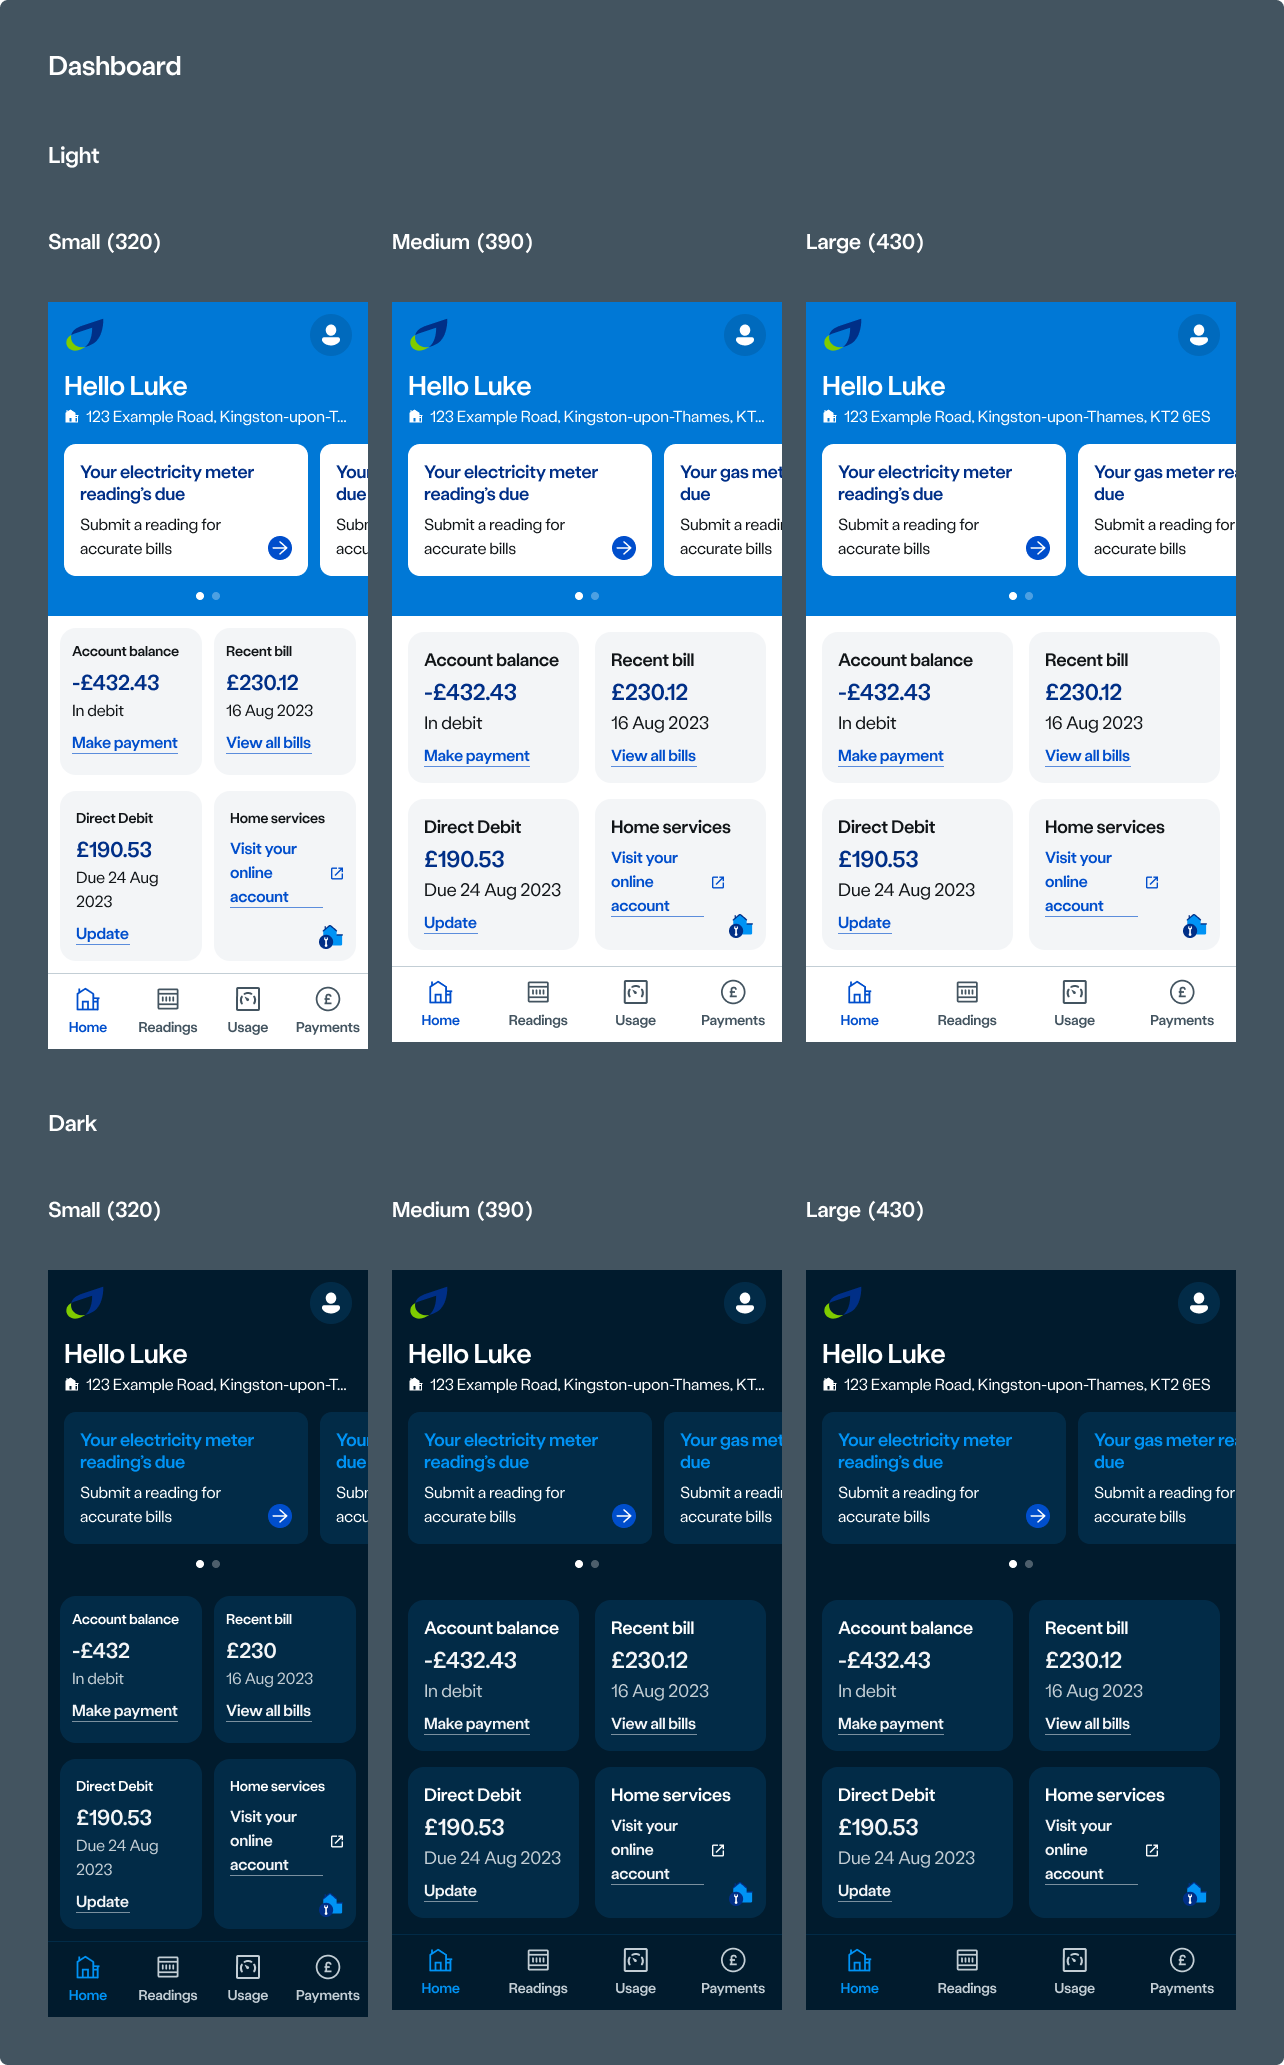 Dashboard
Light
Small (320)
Medium (390)
Large (430)
Hello Luke
123 Example Road, Kingston-upon-T...
Your electricity meter
reading's due
Submit a reading for
accurate bills
You
due
Sub
accu
Account balance
-£432.43
In debit
Make payment
Recent bill
£230.12
16 Aug 2023
View all bills
Direct Debit
£190.53
Due 24 Aug
2023
Update
Home services
Visit your
online
account
Home
Readings
Usage
Payments
Hello Luke
123 Example Road, Kingston-upon-Thames, KT...
Your electricity meter
reading's due
Submit a reading for
accurate bills
Your gas met
due
Submit a readi
accurate bills
Account balance
-£432.43
In debit
Make payment
Recent bill
£230.12
16 Aug 2023
View all bills
Direct Debit
£190.53
Due 24 Aug 2023
Update
Home services
Visit your
online
account
Home
Readings
Usage
Payments
Hello Luke
123 Example Road, Kingston-upon-Thames, KT2 6ES
Your electricity meter
reading's due
Submit a reading for
accurate bills
Your gas meter re
due
Submit a reading for
accurate bills
Account balance
-£432.43
In debit
Make payment
Recent bill
£230.12
16 Aug 2023
View all bills
Direct Debit
£190.53
Due 24 Aug 2023
Update
Home services
Visit your
online
account
Home
Readings
Usage
Payments
Dark
Small (320)
Medium (390)
Large (430)
Hello Luke
123 Example Road, Kingston-upon-T...
Your electricity meter
reading's due
Submit a reading for
accurate bills
You
due
Sub
accu
Account balance
-£432
In debit
Make payment
Recent bill
£230
16 Aug 2023
View all bills
Direct Debit
£190.53
Due 24 Aug
2023
Update
Home services
Visit your
online
account
Home
Readings
Usage
Payments
Hello Luke
123 Example Road, Kingston-upon-Thames, KT...
Your electricity meter
reading's due
Submit a reading for
accurate bills
Your gas met
due
Submit a readi
accurate bills
Account balance
-£432.43
In debit
Make payment
Recent bill
£230.12
16 Aug 2023
View all bills
Direct Debit
£190.53
Due 24 Aug 2023
Update
Home services
Visit your
online
account
Home
Readings
Usage
Payments
Hello Luke
123 Example Road, Kingston-upon-Thames, KT2 6ES
Your electricity meter
reading's due
Submit a reading for
accurate bills
Your gas meter re
due
Submit a reading for
accurate bills
Account balance
-£432.43
In debit
Make payment
Recent bill
£230.12
16 Aug 2023
View all bills
Direct Debit
£190.53
Due 24 Aug 2023
Update
Home services
Visit your
online
account
Home
Readings
Usage
Payments